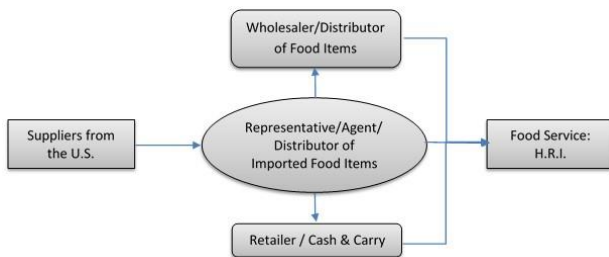 Wholesaler/Distributor
of Food Items
Suppliers from
the U.S.
Representative/Agent/
Distributor of
Imported Food Items
Food Service:
H.R.I.
Retailer / Cash & Carry